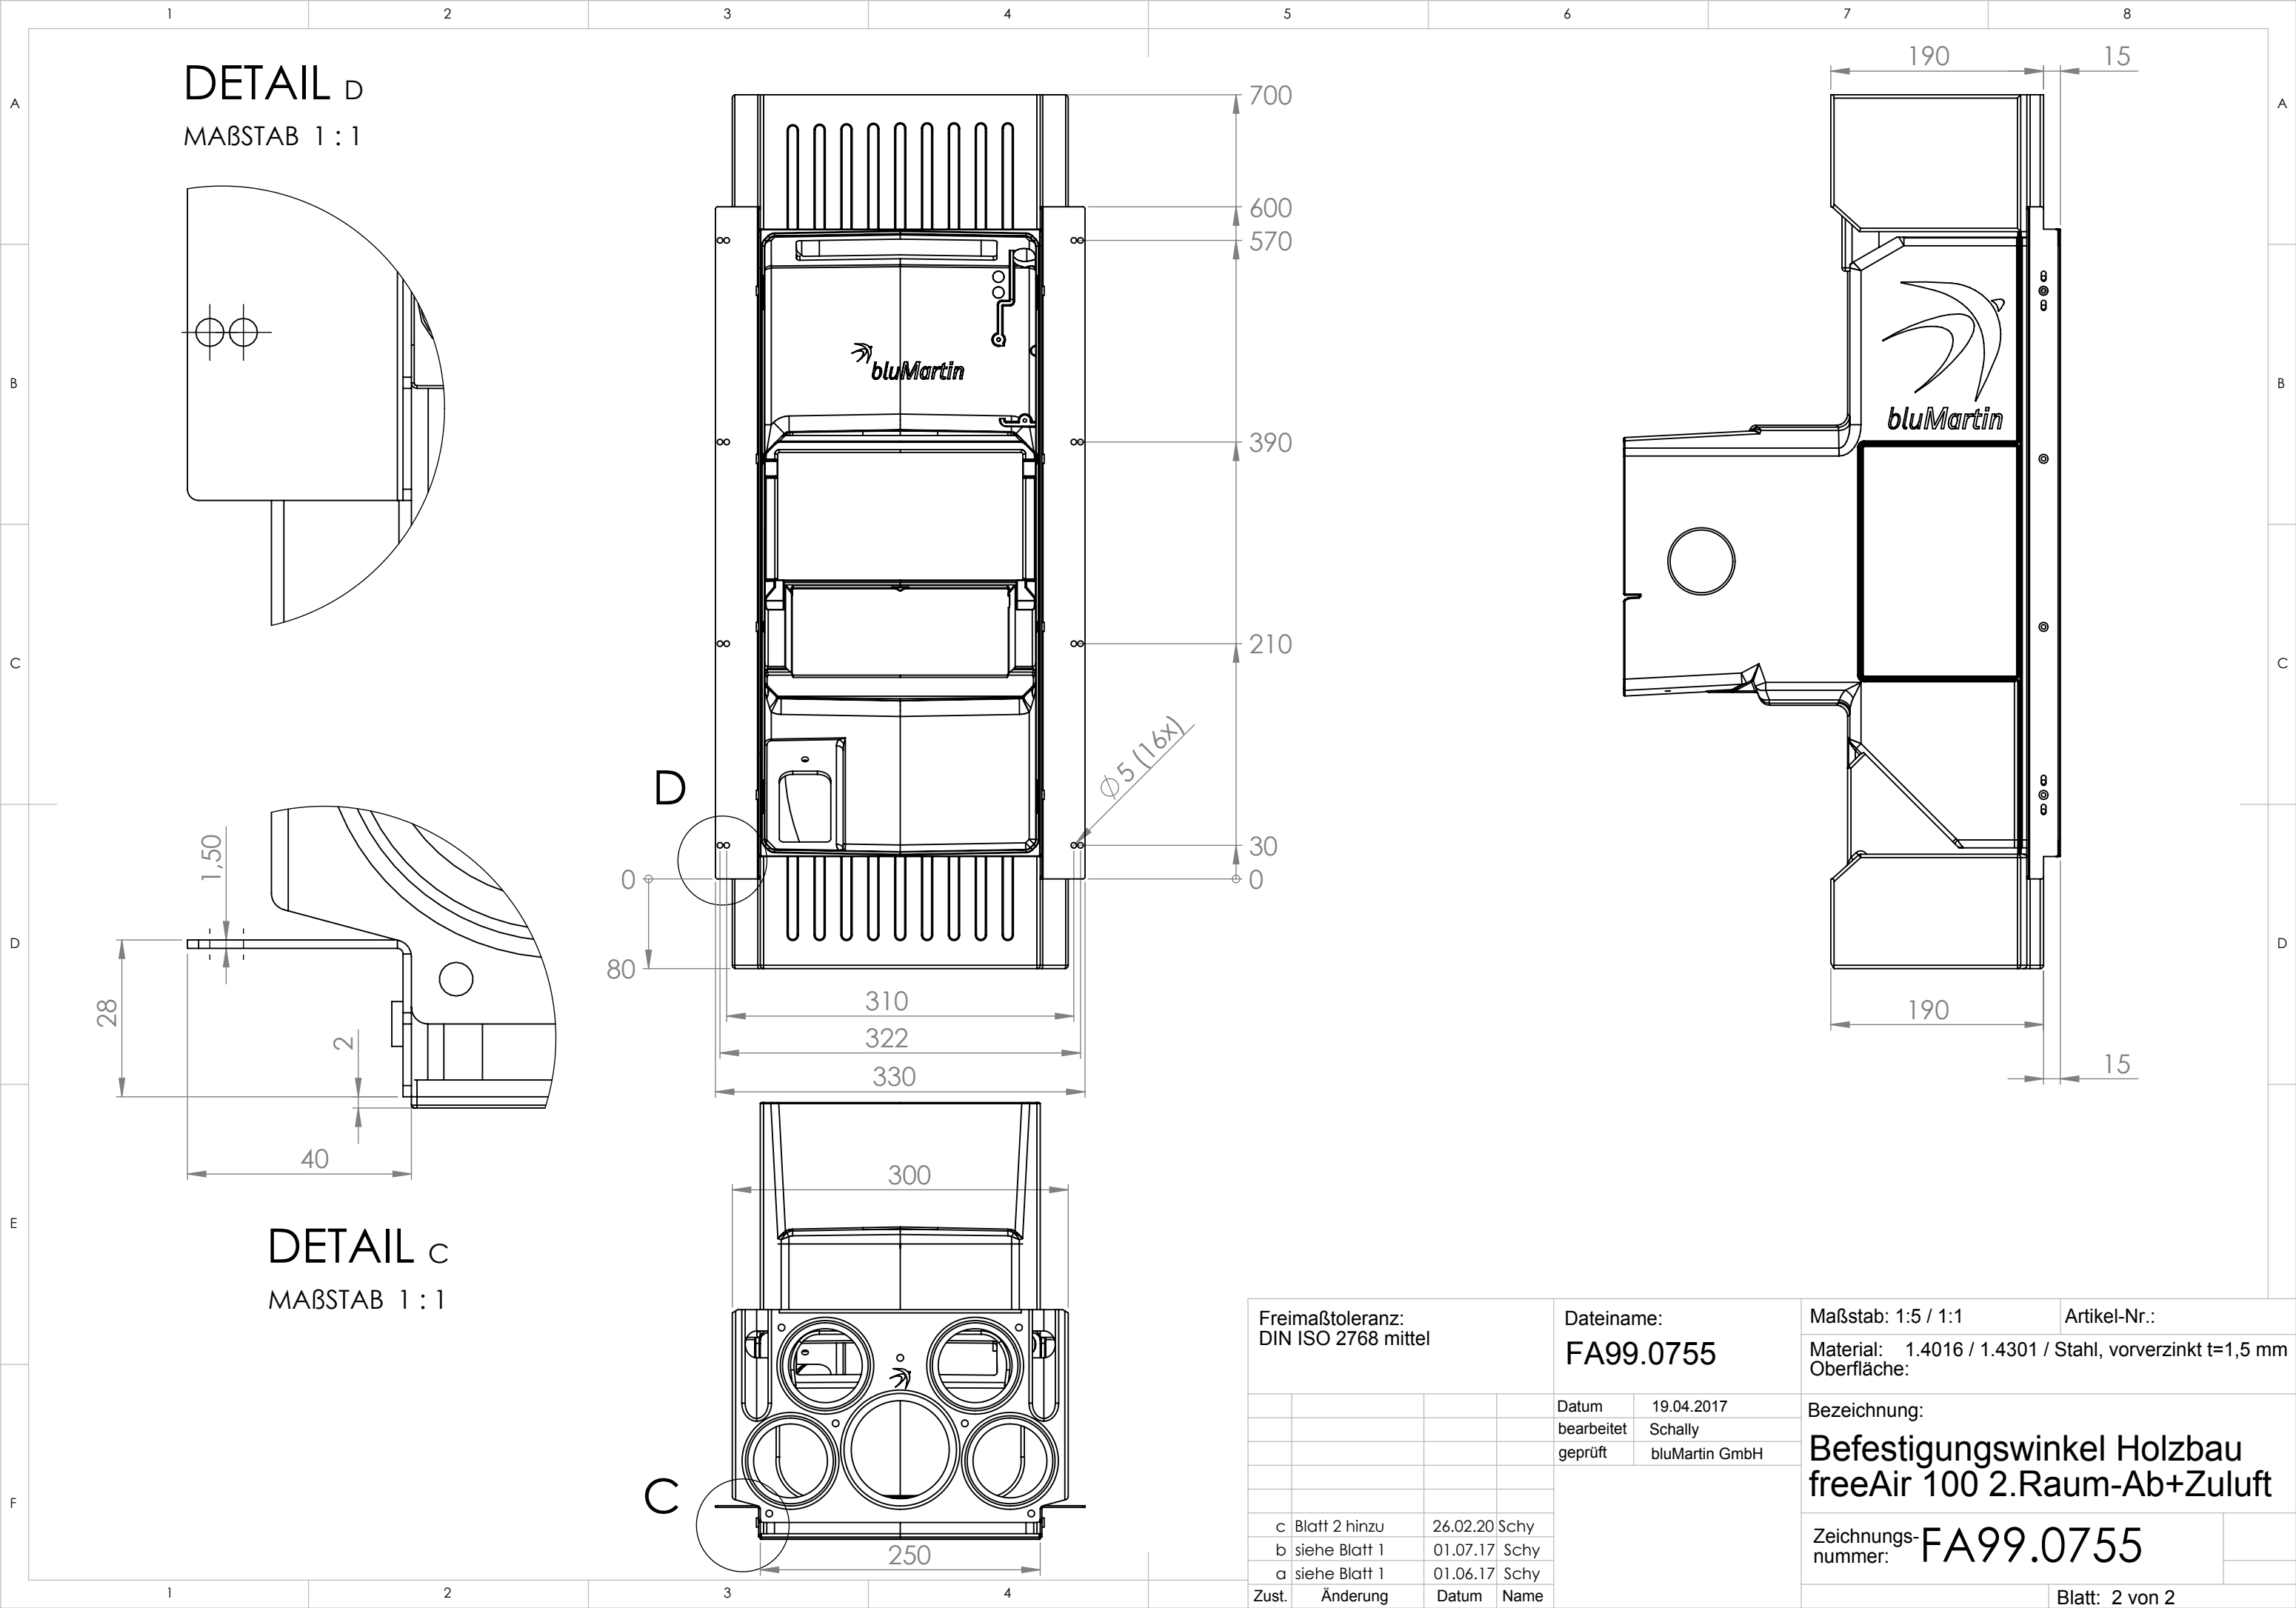 1 2 3 4 5 6 7 8
A A
B B
C C
D D
E
F
DETAIL D
MAßSTAB 1 : 1
700
600
570
390
210
30
0
0
80
310
322
330
∅5 (16x)
D
bluMartin
190 15
bluMartin
190
15
1,50
28
2
40
DETAIL C
MAßSTAB 1 : 1
300
C
250
Freimaßtoleranz:
DIN ISO 2768 mittel
Dateiname:
FA99.0755
Maßstab: 1:5 / 1:1 Artikel-Nr.:
Material: 1.4016 / 1.4301 / Stahl, vorverzinkt t=1,5 mm
Oberfläche:
Datum 19.04.2017
bearbeitet Schally
geprüft bluMartin GmbH
Bezeichnung:
Befestigungswinkel Holzbau
freeAir 100 2.Raum-Ab+Zuluft
c Blatt 2 hinzu 26.02.20 Schy
b siehe Blatt 1 01.07.17 Schy
a siehe Blatt 1 01.06.17 Schy
Zust. Änderung Datum Name
Zeichnungs-
nummer: FA99.0755
Blatt: 2 von 2
1 2 3 4